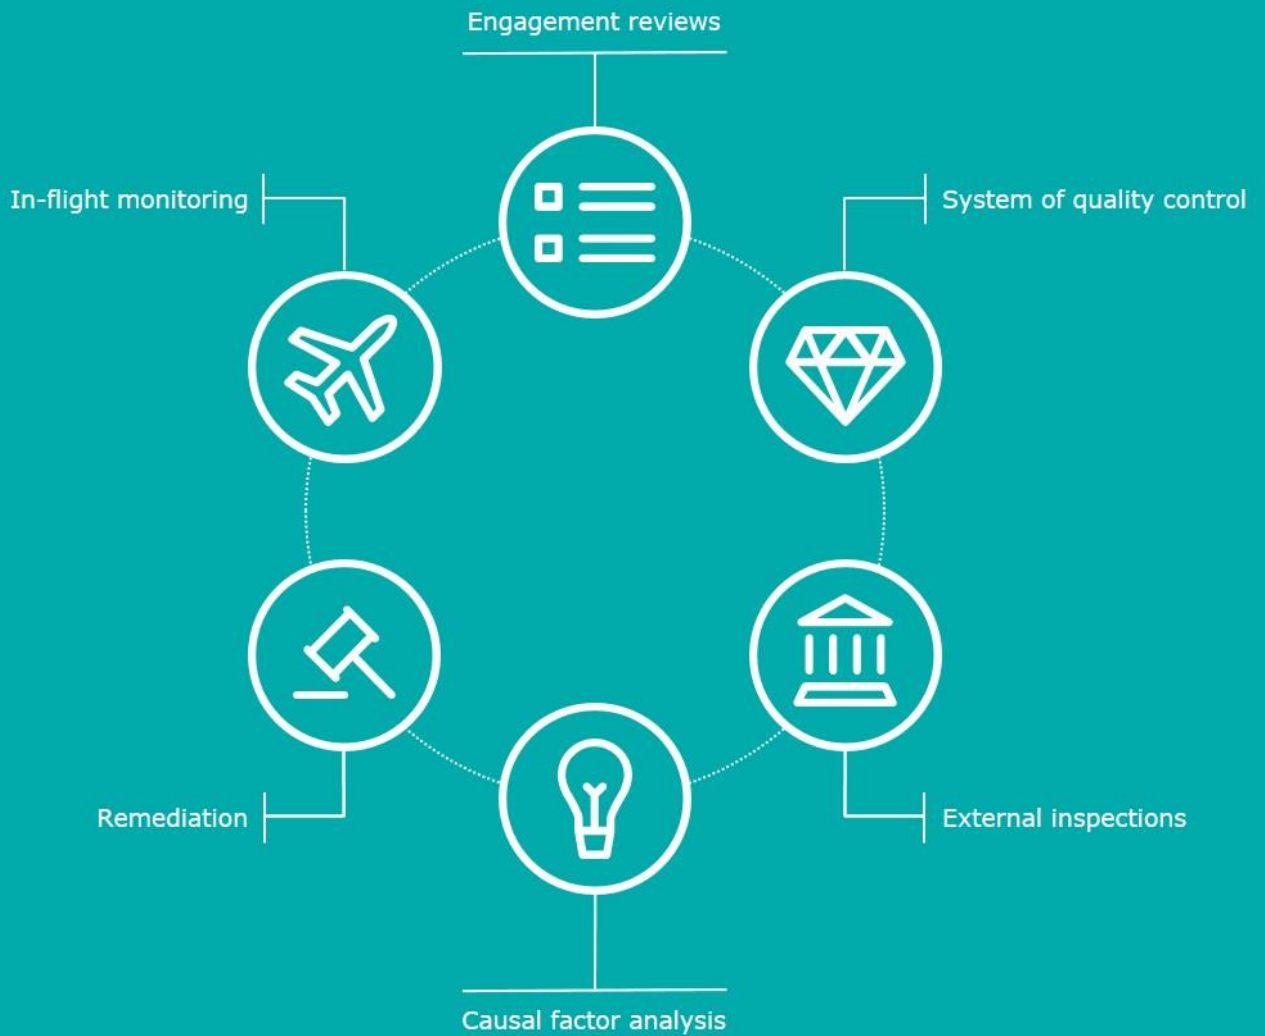 Engagement reviews
In-flight monitoring
System of quality control
Remediation
External inspections
Causal factor analysis